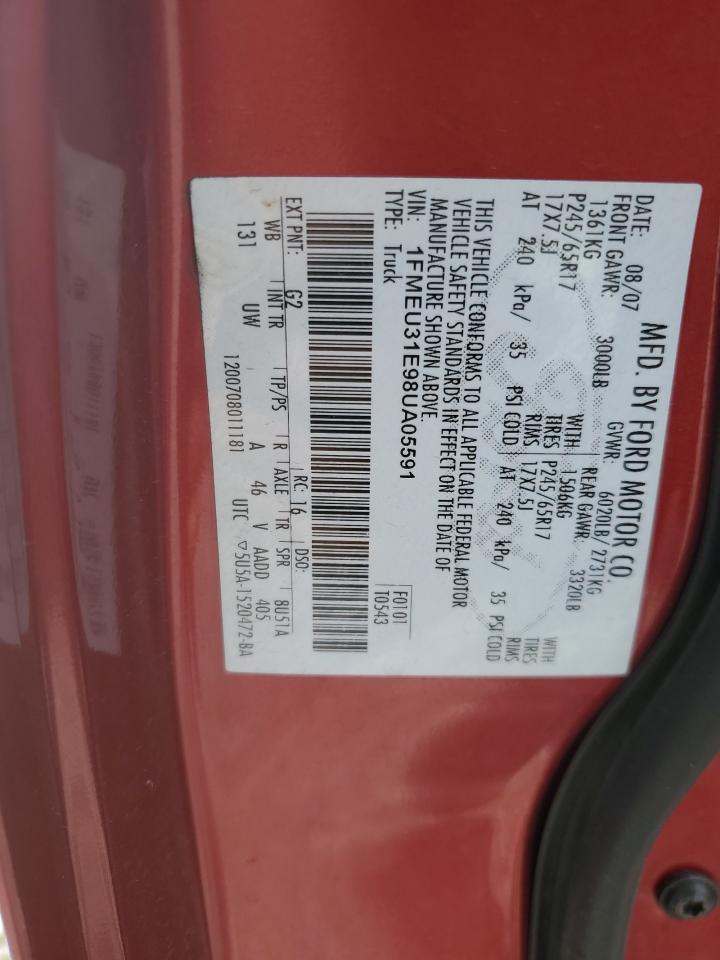 MFD. BY FORD MOTOR CO.
DATE: 08/07 GVWR: 6020LB/2731KG
FRONT GAWR: 3000LB REAR GAWR: 3320LB
1361KG WITH 1506KG WITH
P245/65R17 TIRES P245/65R17 TIRES
17X7.5J RIMS 17X7.5J RIMS
AT 240 kPa/ 35 PSI COLD AT 240 kPa/ 35 PSI COLD
THIS VEHICLE CONFORMS TO ALL APPLICABLE FEDERAL MOTOR
VEHICLE SAFETY STANDARDS IN EFFECT ON THE DATE OF
MANUFACTURE SHOWN ABOVE.
VIN: 1FMEU31E98UA05591
TYPE: Truck
F0101
T0543
EXT PNT: G2 RC: 16 DSO:
WB INT TR TP/PS R AXLE TR SPR 8U5TA
131 UW A 46 V AADD 405
1200708011181 UTC ▽5U5A-1520472-BA